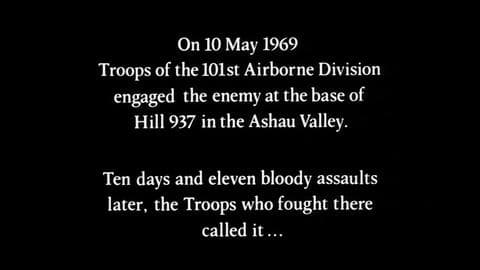 On 10 May 1969
Troops of the 101st Airborne Division
engaged the enemy at the base of
Hill 937 in the Ashau Valley.
Ten days and eleven bloody assaults
later, the Troops who fought there
called it...